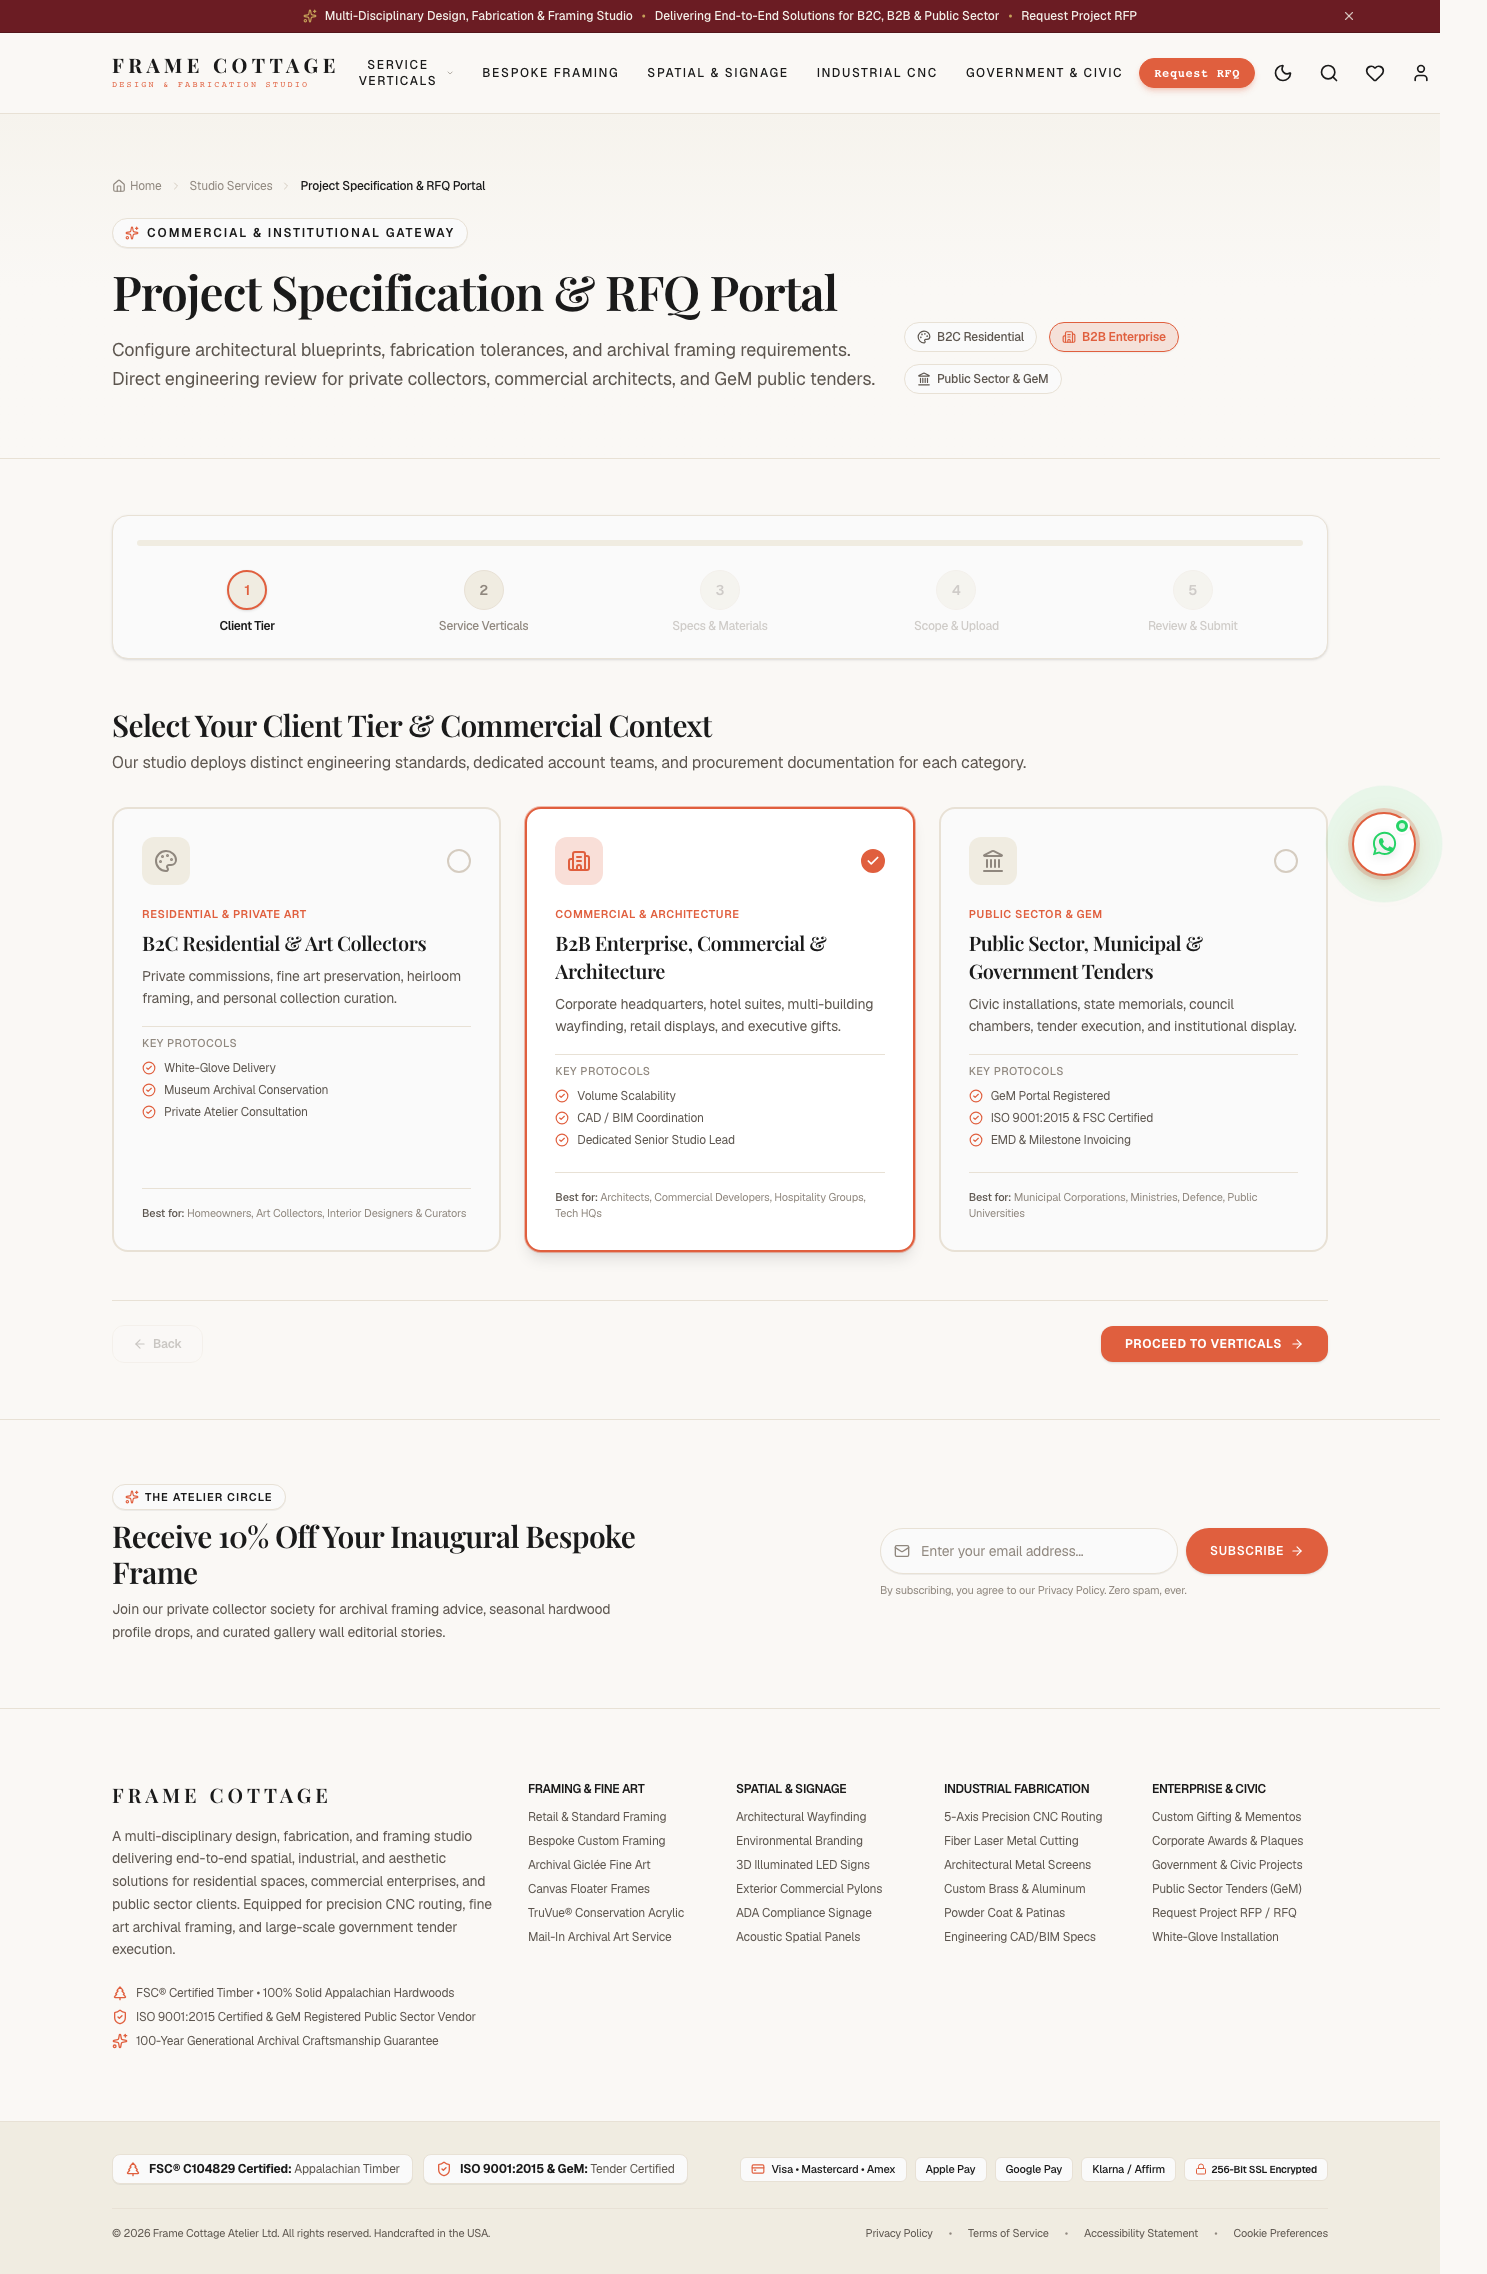 Multi-Disciplinary Design, Fabrication & Framing Studio • Delivering End-to-End Solutions for B2C, B2B & Public Sector • Request Project RFP
FRAME COTTAGE
DESIGN & FABRICATION STUDIO
SERVICE
VERTICALS
BESPOKE FRAMING
SPATIAL & SIGNAGE
INDUSTRIAL CNC
GOVERNMENT & CIVIC
Request RFQ
Home
Studio Services
Project Specification & RFQ Portal
COMMERCIAL & INSTITUTIONAL GATEWAY
Project Specification & RFQ Portal
Configure architectural blueprints, fabrication tolerances, and archival framing requirements.
Direct engineering review for private collectors, commercial architects, and GeM public tenders.
B2C Residential
B2B Enterprise
Public Sector & GeM
1
2
3
4
5
Client Tier
Service Verticals
Specs & Materials
Scope & Upload
Review & Submit
Select Your Client Tier & Commercial Context
Our studio deploys distinct engineering standards, dedicated account teams, and procurement documentation for each category.
RESIDENTIAL & PRIVATE ART
B2C Residential & Art Collectors
Private commissions, fine art preservation, heirloom
framing, and personal collection curation.
KEY PROTOCOLS
White-Glove Delivery
Museum Archival Conservation
Private Atelier Consultation
Best for: Homeowners, Art Collectors, Interior Designers & Curators
COMMERCIAL & ARCHITECTURE
B2B Enterprise, Commercial &
Architecture
Corporate headquarters, hotel suites, multi-building
wayfinding, retail displays, and executive gifts.
KEY PROTOCOLS
Volume Scalability
CAD / BIM Coordination
Dedicated Senior Studio Lead
Best for: Architects, Commercial Developers, Hospitality Groups,
Tech HQs
PUBLIC SECTOR & GEM
Public Sector, Municipal &
Government Tenders
Civic installations, state memorials, council
chambers, tender execution, and institutional display.
KEY PROTOCOLS
GeM Portal Registered
ISO 9001:2015 & FSC Certified
EMD & Milestone Invoicing
Best for: Municipal Corporations, Ministries, Defence, Public
Universities
Back
PROCEED TO VERTICALS
THE ATELIER CIRCLE
Receive 10% Off Your Inaugural Bespoke
Frame
Join our private collector society for archival framing advice, seasonal hardwood
profile drops, and curated gallery wall editorial stories.
Enter your email address...
SUBSCRIBE
By subscribing, you agree to our Privacy Policy. Zero spam, ever.
FRAME COTTAGE
A multi-disciplinary design, fabrication, and framing studio
delivering end-to-end spatial, industrial, and aesthetic
solutions for residential spaces, commercial enterprises, and
public sector clients. Equipped for precision CNC routing, fine
art archival framing, and large-scale government tender
execution.
FSC® Certified Timber • 100% Solid Appalachian Hardwoods
ISO 9001:2015 Certified & GeM Registered Public Sector Vendor
100-Year Generational Archival Craftsmanship Guarantee
FRAMING & FINE ART
Retail & Standard Framing
Bespoke Custom Framing
Archival Giclée Fine Art
Canvas Floater Frames
TruVue® Conservation Acrylic
Mail-In Archival Art Service
SPATIAL & SIGNAGE
Architectural Wayfinding
Environmental Branding
3D Illuminated LED Signs
Exterior Commercial Pylons
ADA Compliance Signage
Acoustic Spatial Panels
INDUSTRIAL FABRICATION
5-Axis Precision CNC Routing
Fiber Laser Metal Cutting
Architectural Metal Screens
Custom Brass & Aluminum
Powder Coat & Patinas
Engineering CAD/BIM Specs
ENTERPRISE & CIVIC
Custom Gifting & Mementos
Corporate Awards & Plaques
Government & Civic Projects
Public Sector Tenders (GeM)
Request Project RFP / RFQ
White-Glove Installation
FSC® C104829 Certified: Appalachian Timber
ISO 9001:2015 & GeM: Tender Certified
Visa • Mastercard • Amex
Apple Pay
Google Pay
Klarna / Affirm
256-Bit SSL Encrypted
© 2026 Frame Cottage Atelier Ltd. All rights reserved. Handcrafted in the USA.
Privacy Policy • Terms of Service • Accessibility Statement • Cookie Preferences